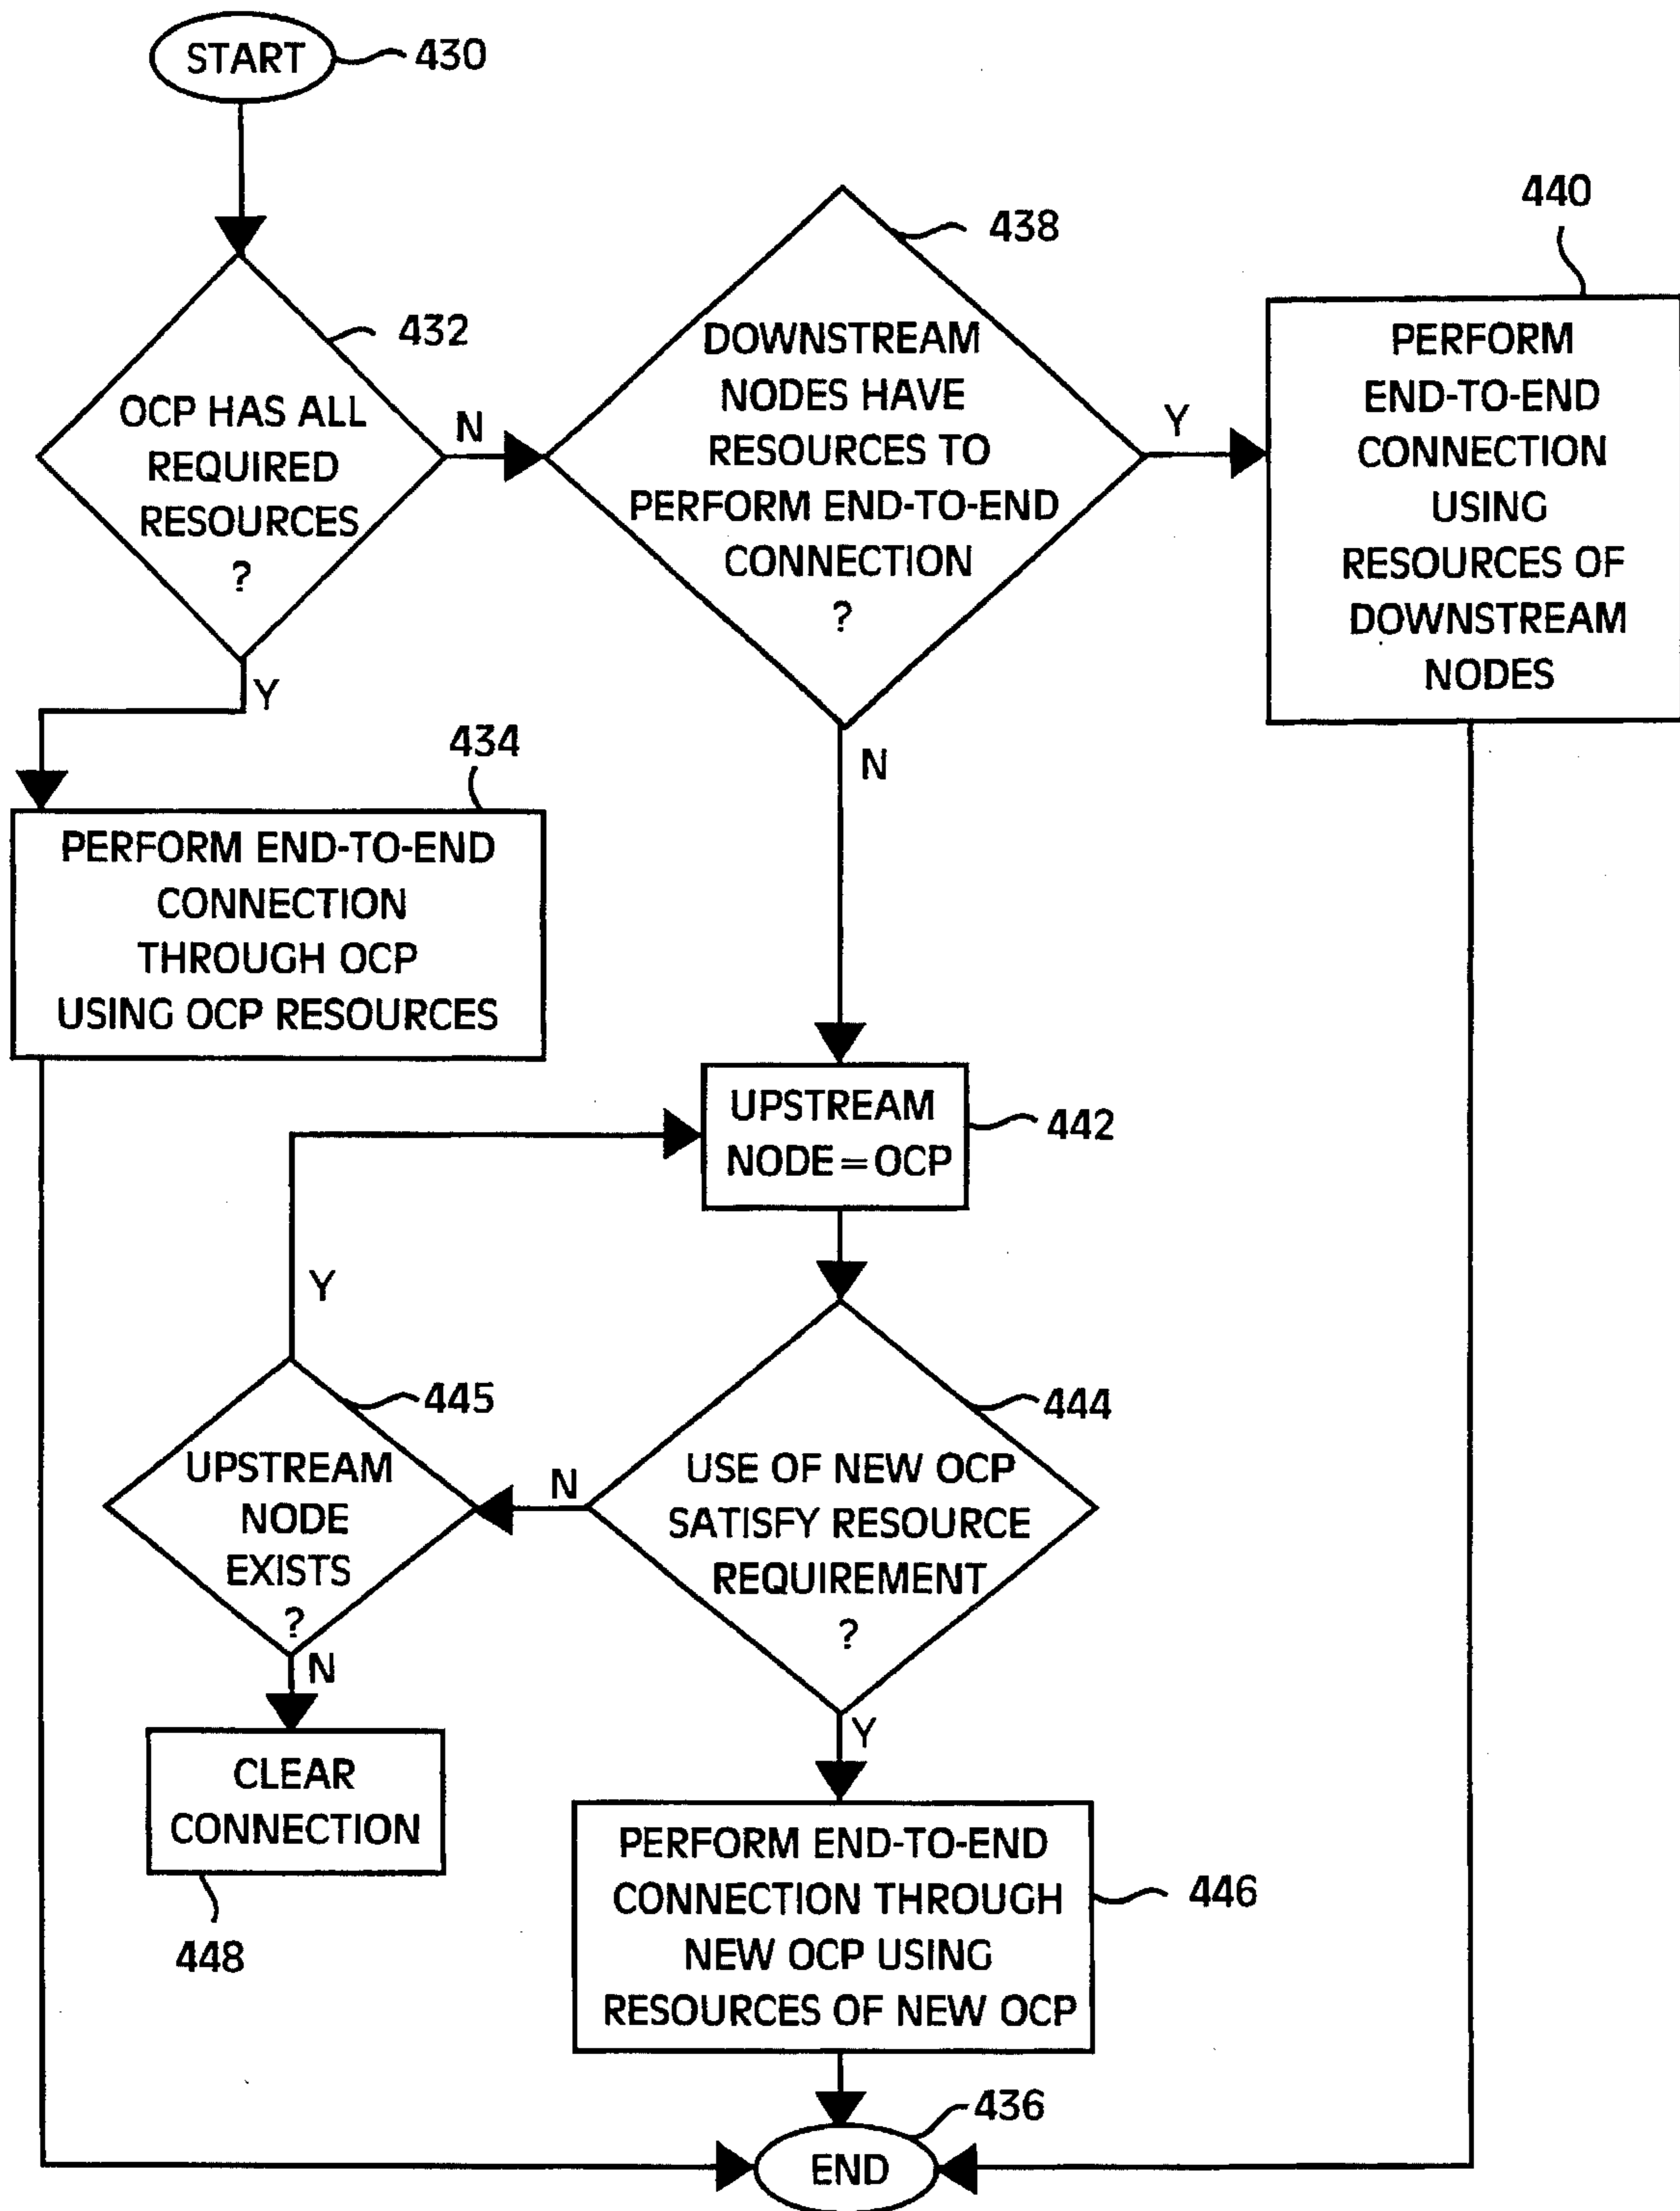 START
430
432
OCP HAS ALL
REQUIRED
RESOURCES
?
N
Y
438
DOWNSTREAM
NODES HAVE
RESOURCES TO
PERFORM END-TO-END
CONNECTION
?
Y
N
440
PERFORM
END-TO-END
CONNECTION
USING
RESOURCES OF
DOWNSTREAM
NODES
434
PERFORM END-TO-END
CONNECTION
THROUGH OCP
USING OCP RESOURCES
UPSTREAM
NODE=OCP
442
Y
445
UPSTREAM
NODE
EXISTS
?
N
N
444
USE OF NEW OCP
SATISFY RESOURCE
REQUIREMENT
?
Y
CLEAR
CONNECTION
448
PERFORM END-TO-END
CONNECTION THROUGH
NEW OCP USING
RESOURCES OF NEW OCP
446
436
END